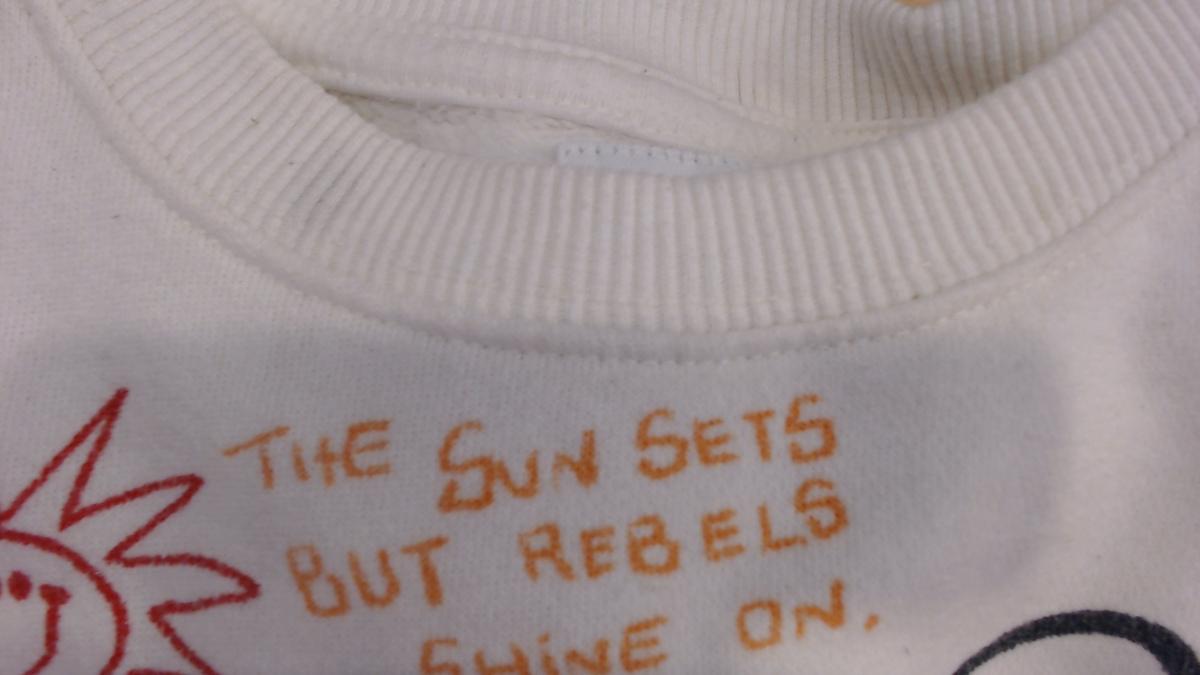 THE SUN SETS
BUT REBELS
SHINE ON.